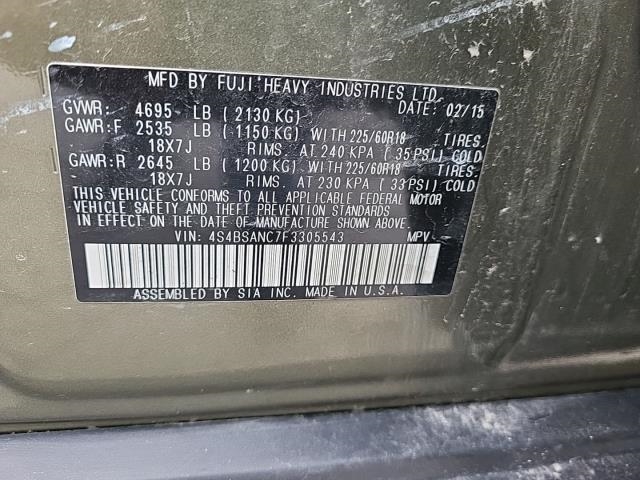 MFD BY FUJI HEAVY INDUSTRIES LTD.
GVWR: 4695 LB (2130 KG) DATE: 02/15
GAWR:F 2535 LB (1150 KG) WITH 225/60R18 TIRES.
18X7J RIMS. AT 240 KPA (35PSI) COLD
GAWR:R 2645 LB (1200 KG) WITH 225/60R18 TIRES.
18X7J RIMS. AT 230 KPA (33PSI) COLD
THIS VEHICLE CONFORMS TO ALL APPLICABLE FEDERAL MOTOR
VEHICLE SAFETY AND THEFT PREVENTION STANDARDS
IN EFFECT ON THE DATE OF MANUFACTURE SHOWN ABOVE.
VIN: 4S4BSANC7F3305543 MPV
ASSEMBLED BY SIA INC. MADE IN U.S.A.